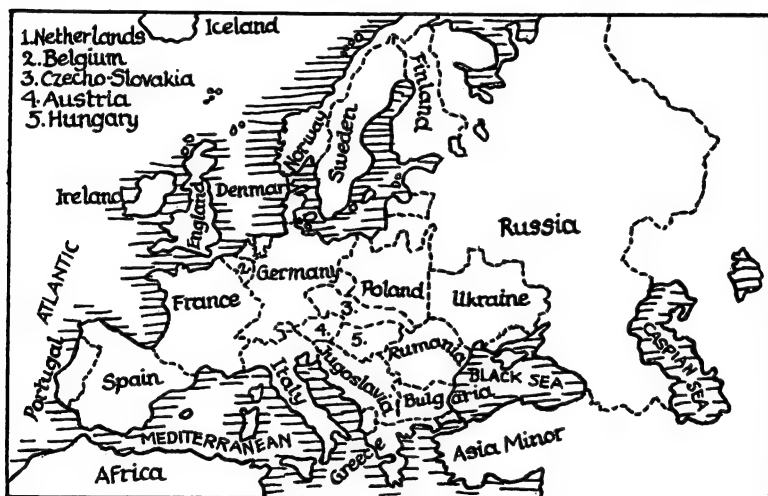 1. Netherlands
2. Belgium
3. Czecho-Slovakia
4. Austria
5. Hungary
Iceland
Finland
Norway
Sweden
Ireland
England
Denmar
Russia
ATLANTIC
2
Germany
France
3
Poland
Ukraine
4.
5.
Rumania
CASPIAN SEA
Portugal
Spain
Italy
Jugoslavia
BLACK SEA
Bulgaria
MEDITERRANEAN
Greece
Asia Minor
Africa